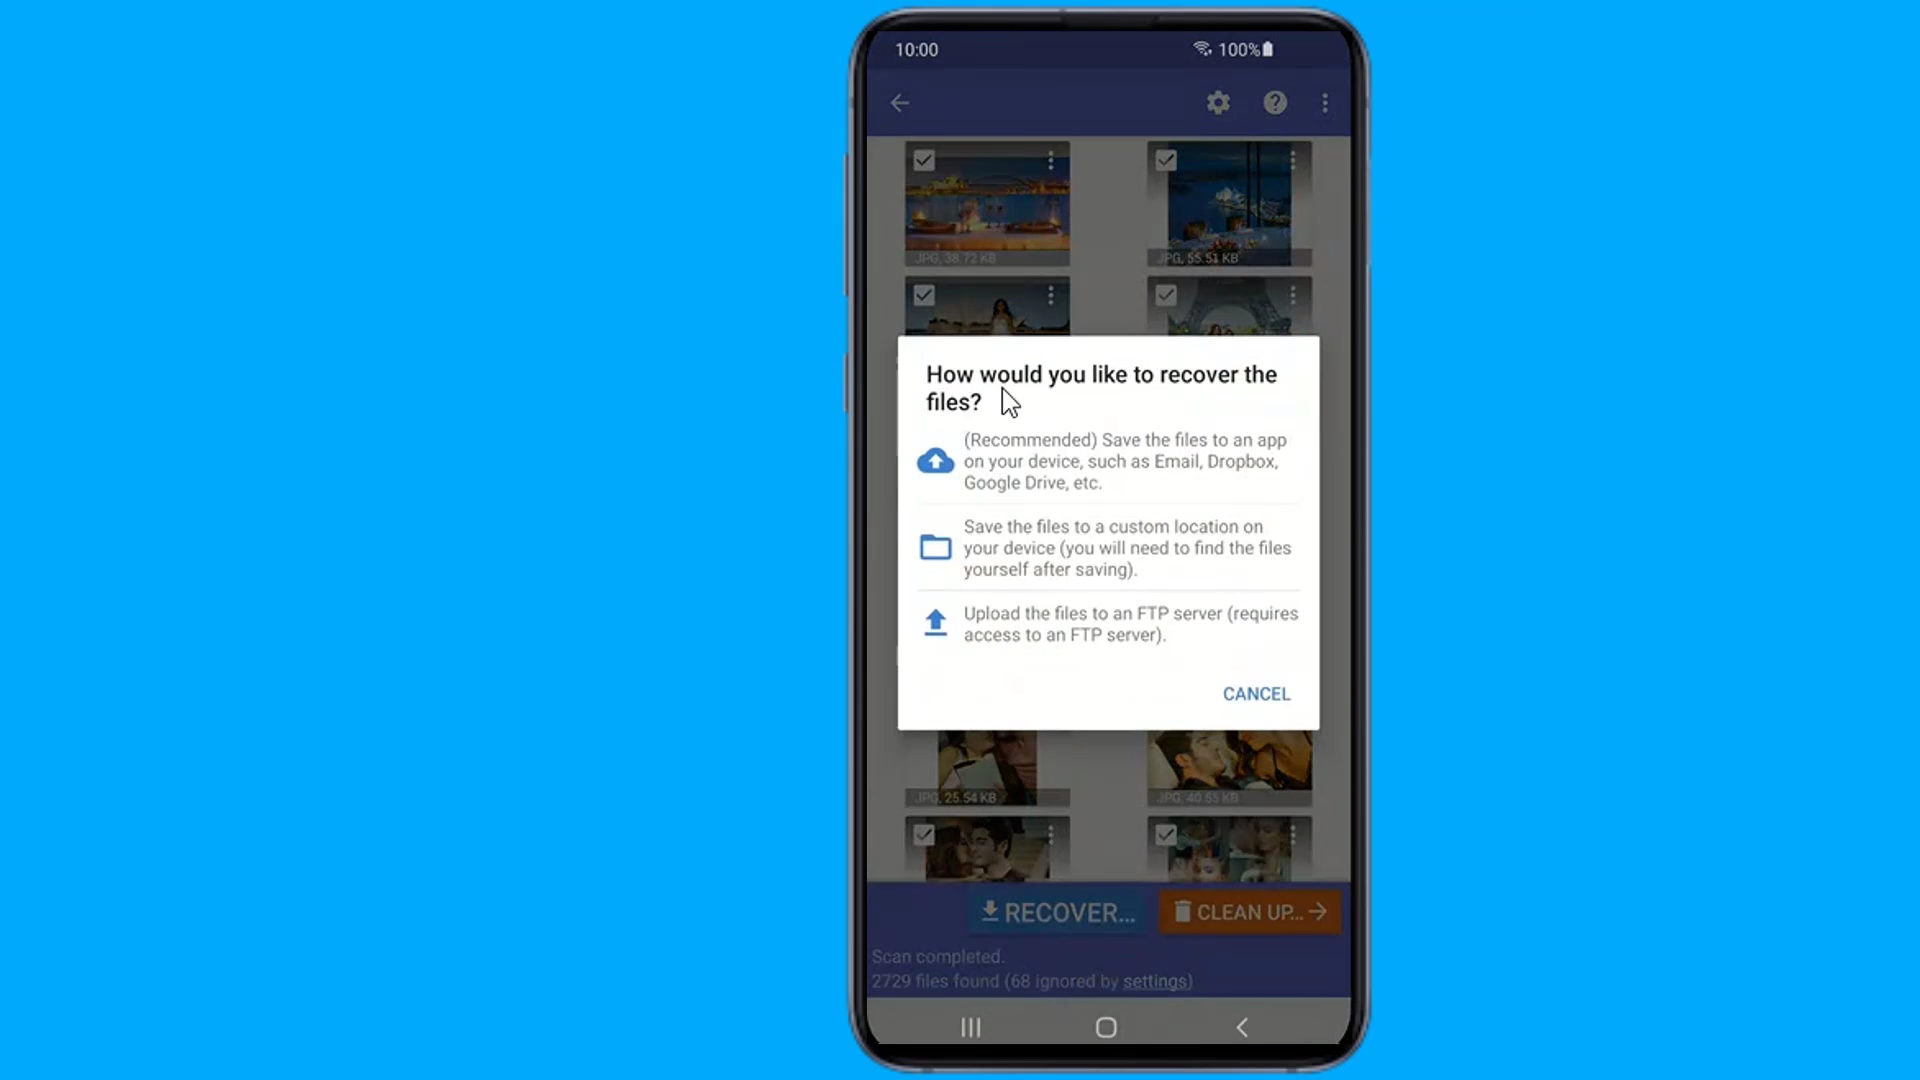 10:00
100%
JPG, 38.72 KB
JPG, 55.51 KB
How would you like to recover the
files?
(Recommended) Save the files to an app
on your device, such as Email, Dropbox,
Google Drive, etc.
Save the files to a custom location on
your device (you will need to find the files
yourself after saving).
Upload the files to an FTP server (requires
access to an FTP server).
CANCEL
JPG, 25.54 KB
JPG, 40.55 KB
RECOVER...
CLEAN UP...
Scan completed.
2729 files found (68 ignored by settings)